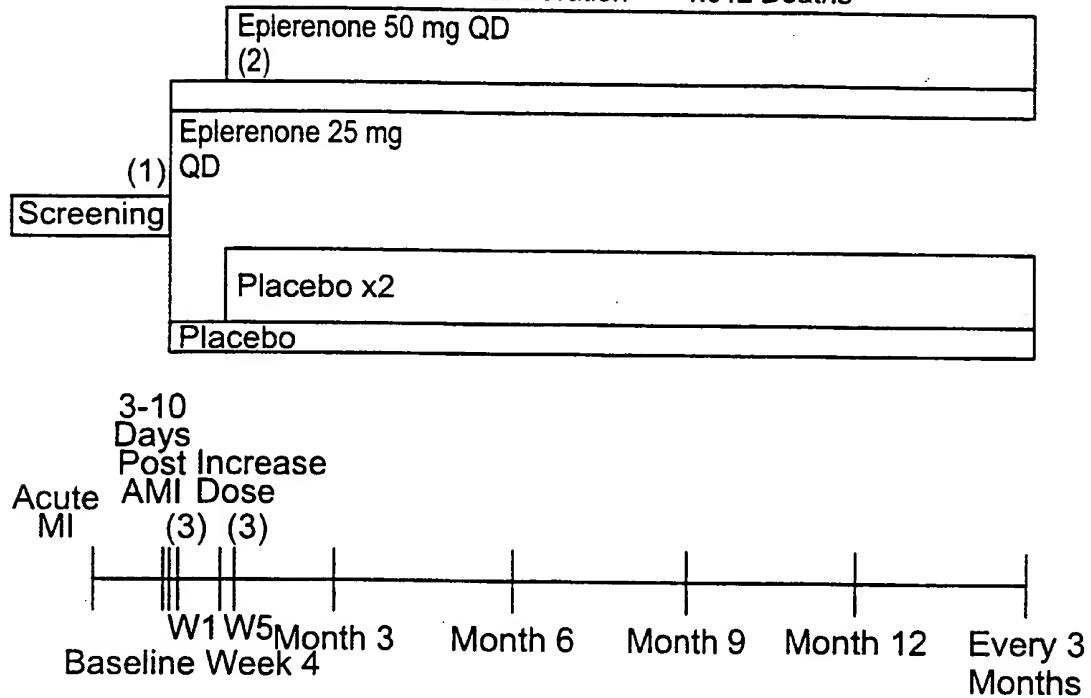 Eplerenone 50 mg QD
(2)
Eplerenone 25 mg
(1) QD
Screening
Placebo x2
Placebo
3-10
Days
Post Increase
Acute AMI Dose
MI (3) (3)
W1 W5 Month 3 Month 6 Month 9 Month 12 Every 3
Baseline Week 4 Months